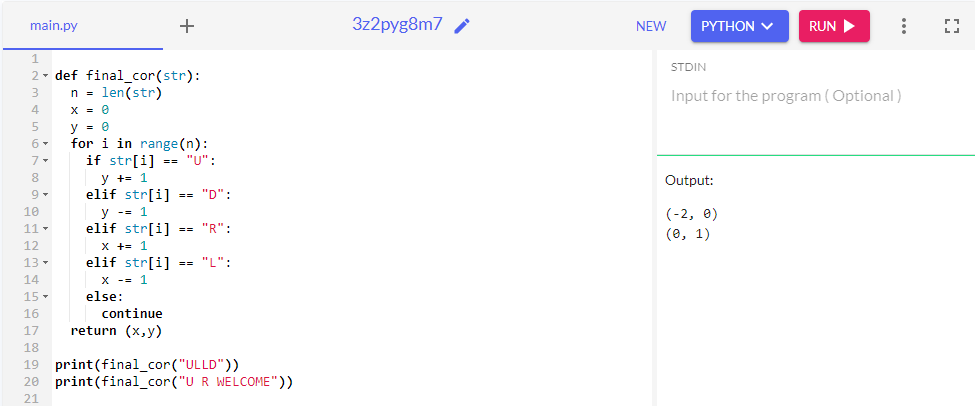 main.py + 3z2pyg8m7 NEW PYTHON RUN
1
2 def final_cor(str):
3   n = len(str)
4   x = 0
5   y = 0
6   for i in range(n):
7     if str[i] == "U":
8       y += 1
9     elif str[i] == "D":
10       y -= 1
11     elif str[i] == "R":
12       x += 1
13     elif str[i] == "L":
14       x -= 1
15     else:
16       continue
17   return (x,y)
18
19 print(final_cor("ULLD"))
20 print(final_cor("U R WELCOME"))
21
STDIN
Input for the program ( Optional )
Output:
(-2, 0)
(0, 1)